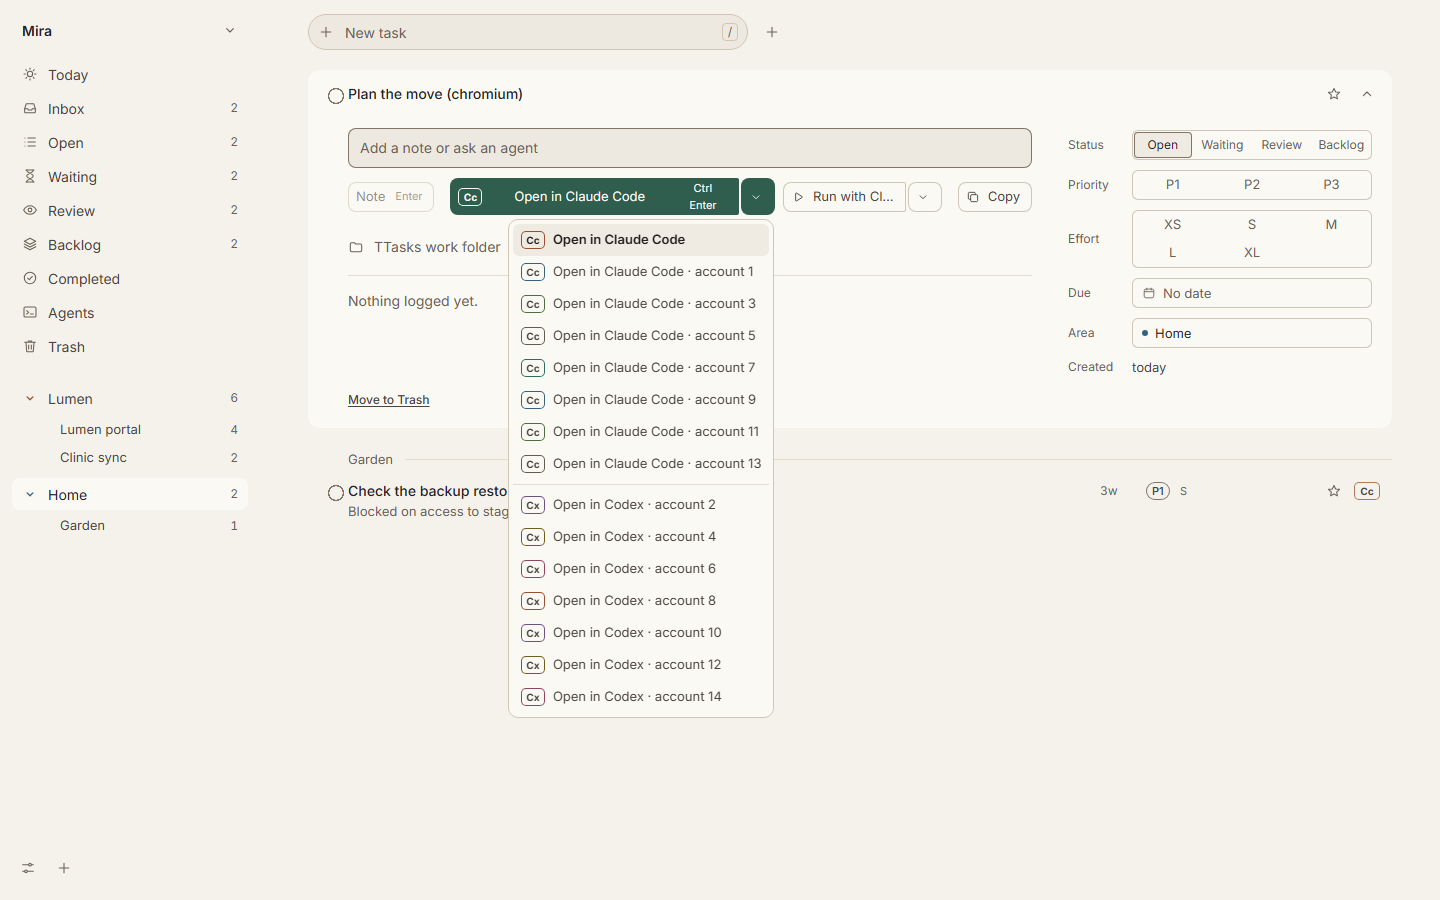 Mira
Today
Inbox 2
Open 2
Waiting 2
Review 2
Backlog 2
Completed
Agents
Trash
Lumen 6
Lumen portal 4
Clinic sync 2
Home 2
Garden 1
New task /
Plan the move (chromium)
Add a note or ask an agent
Note Enter
Cc Open in Claude Code Ctrl Enter
Run with Cl...
Copy
TTasks work folder
Nothing logged yet.
Move to Trash
Cc Open in Claude Code
Cc Open in Claude Code · account 1
Cc Open in Claude Code · account 3
Cc Open in Claude Code · account 5
Cc Open in Claude Code · account 7
Cc Open in Claude Code · account 9
Cc Open in Claude Code · account 11
Cc Open in Claude Code · account 13
Cx Open in Codex · account 2
Cx Open in Codex · account 4
Cx Open in Codex · account 6
Cx Open in Codex · account 8
Cx Open in Codex · account 10
Cx Open in Codex · account 12
Cx Open in Codex · account 14
Status Open Waiting Review Backlog
Priority P1 P2 P3
Effort XS S M
L XL
Due No date
Area Home
Created today
Garden
Check the backup resto
3w P1 S Cc
Blocked on access to stag